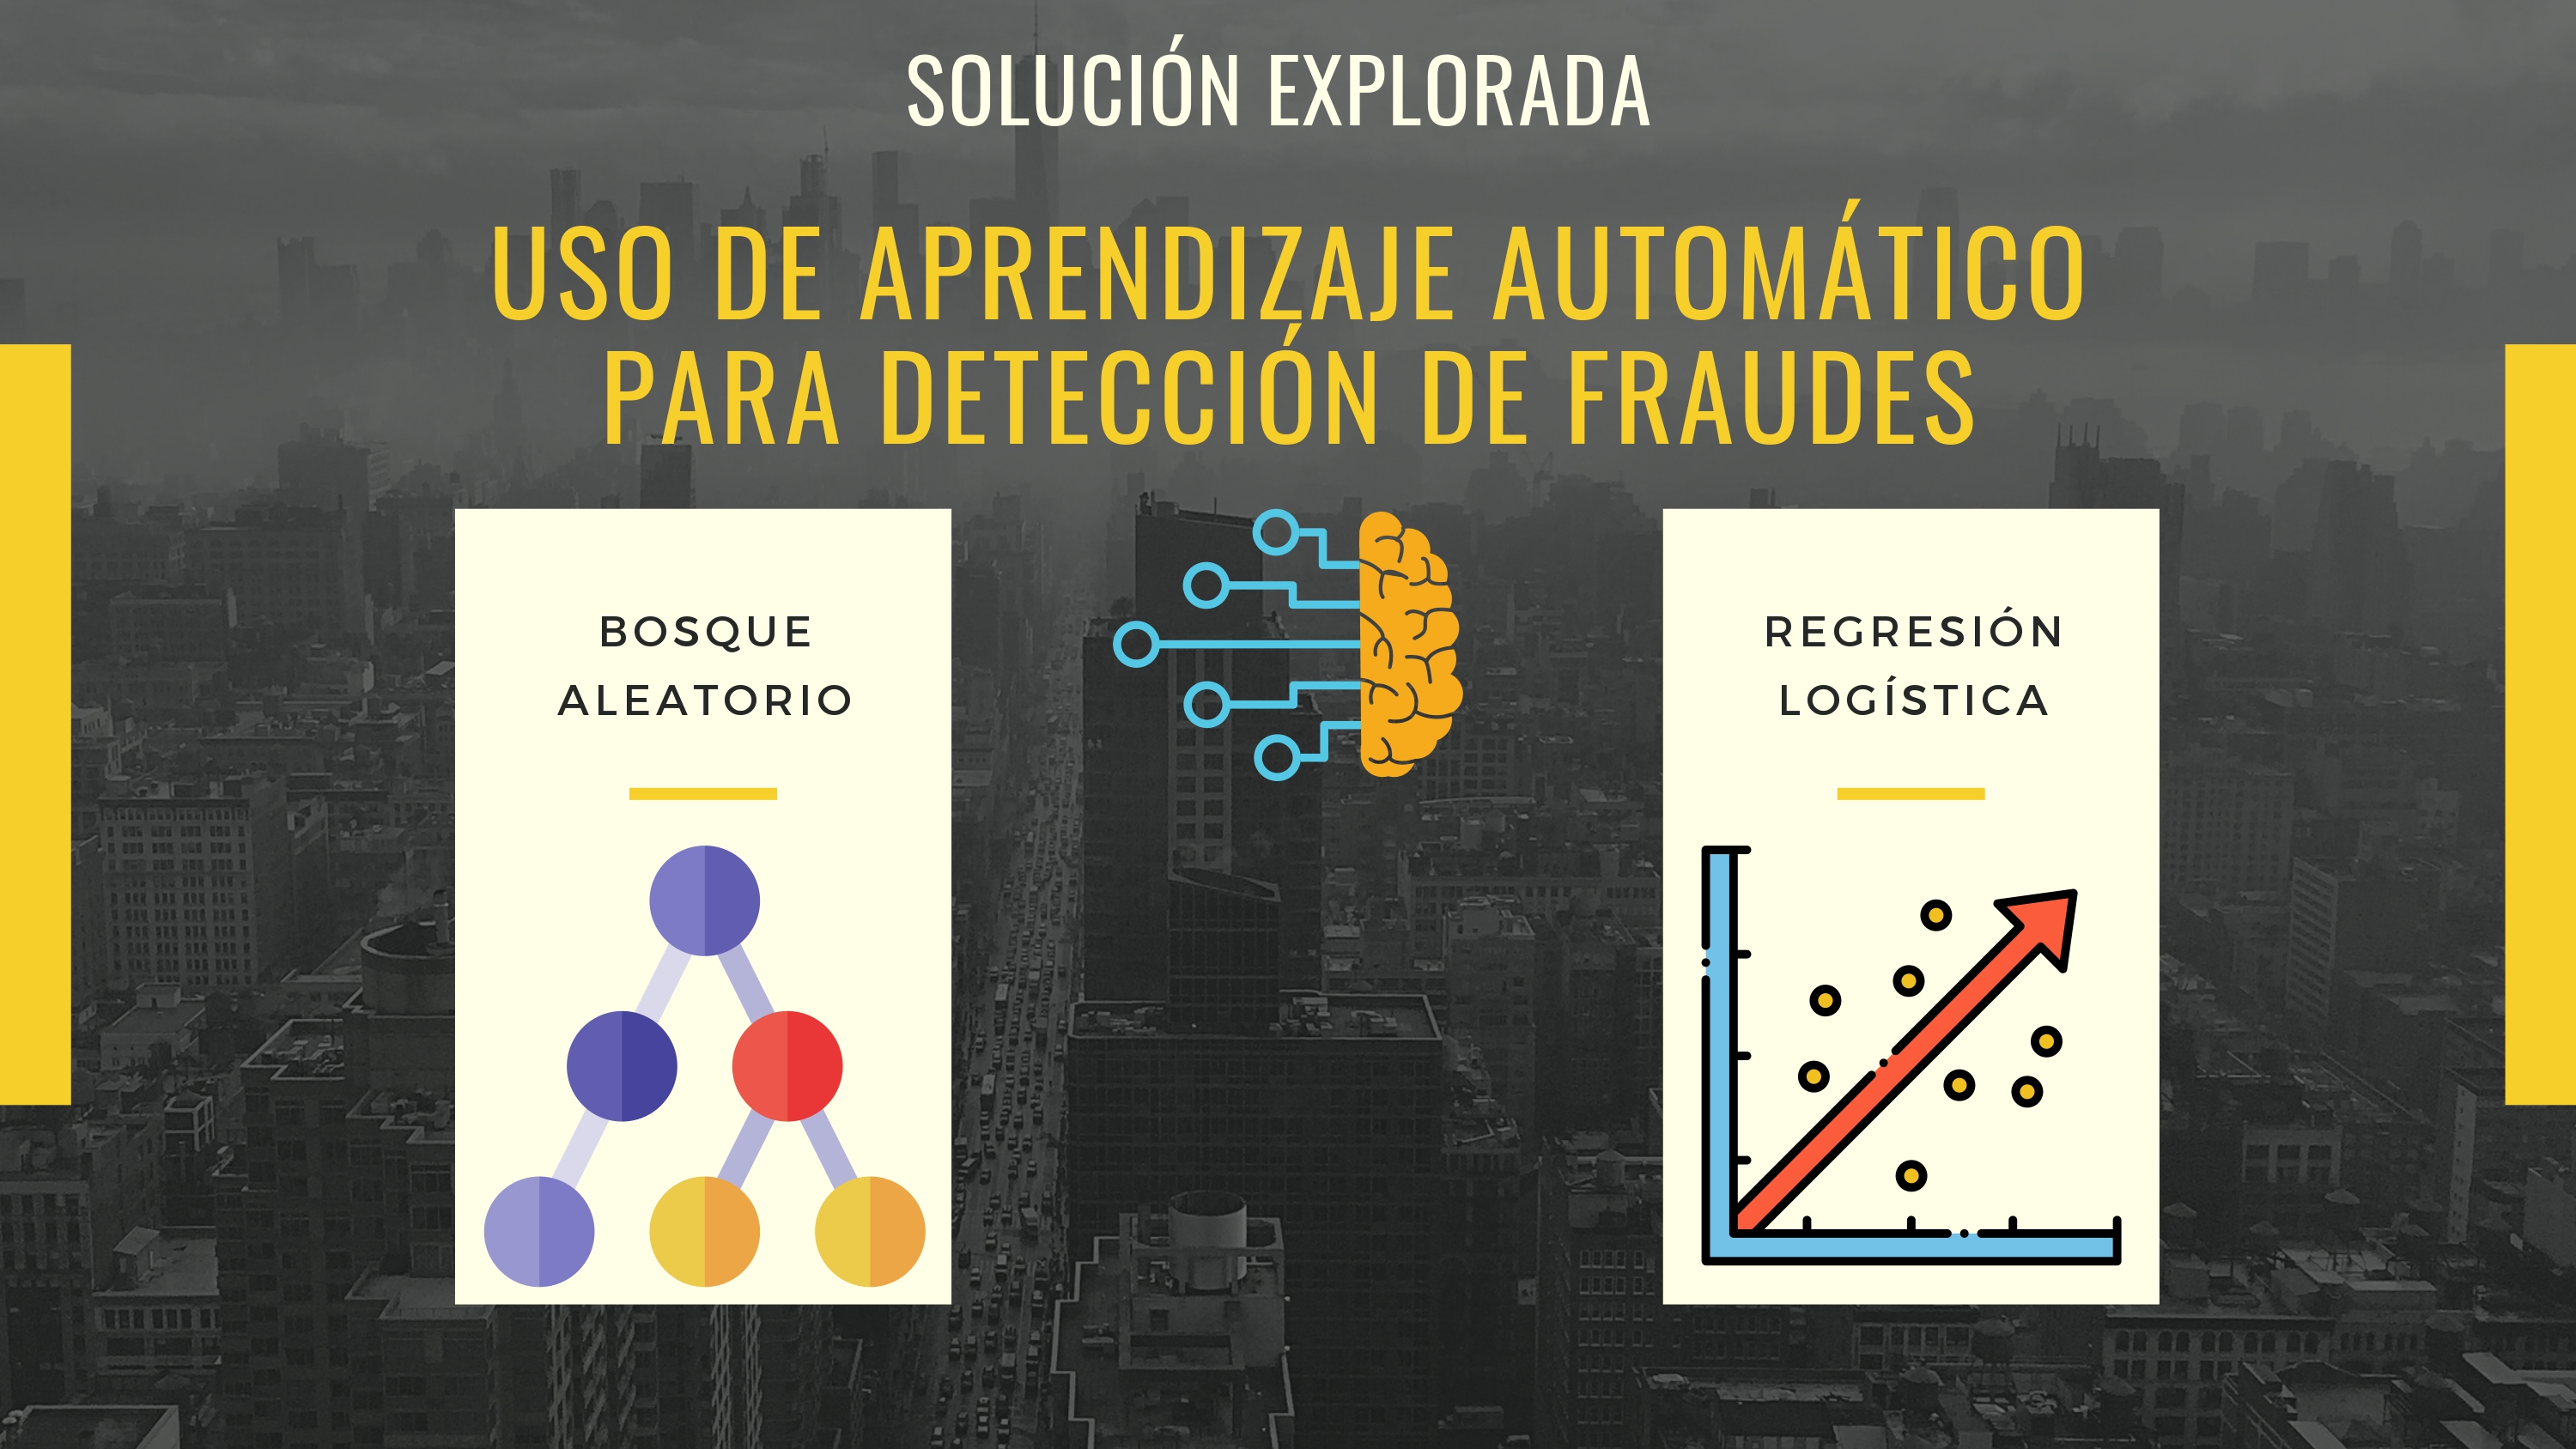 SOLUCIÓN EXPLORADA
USO DE APRENDIZAJE AUTOMÁTICO
PARA DETECCIÓN DE FRAUDES
BOSQUE
ALEATORIO
REGRESIÓN
LOGÍSTICA